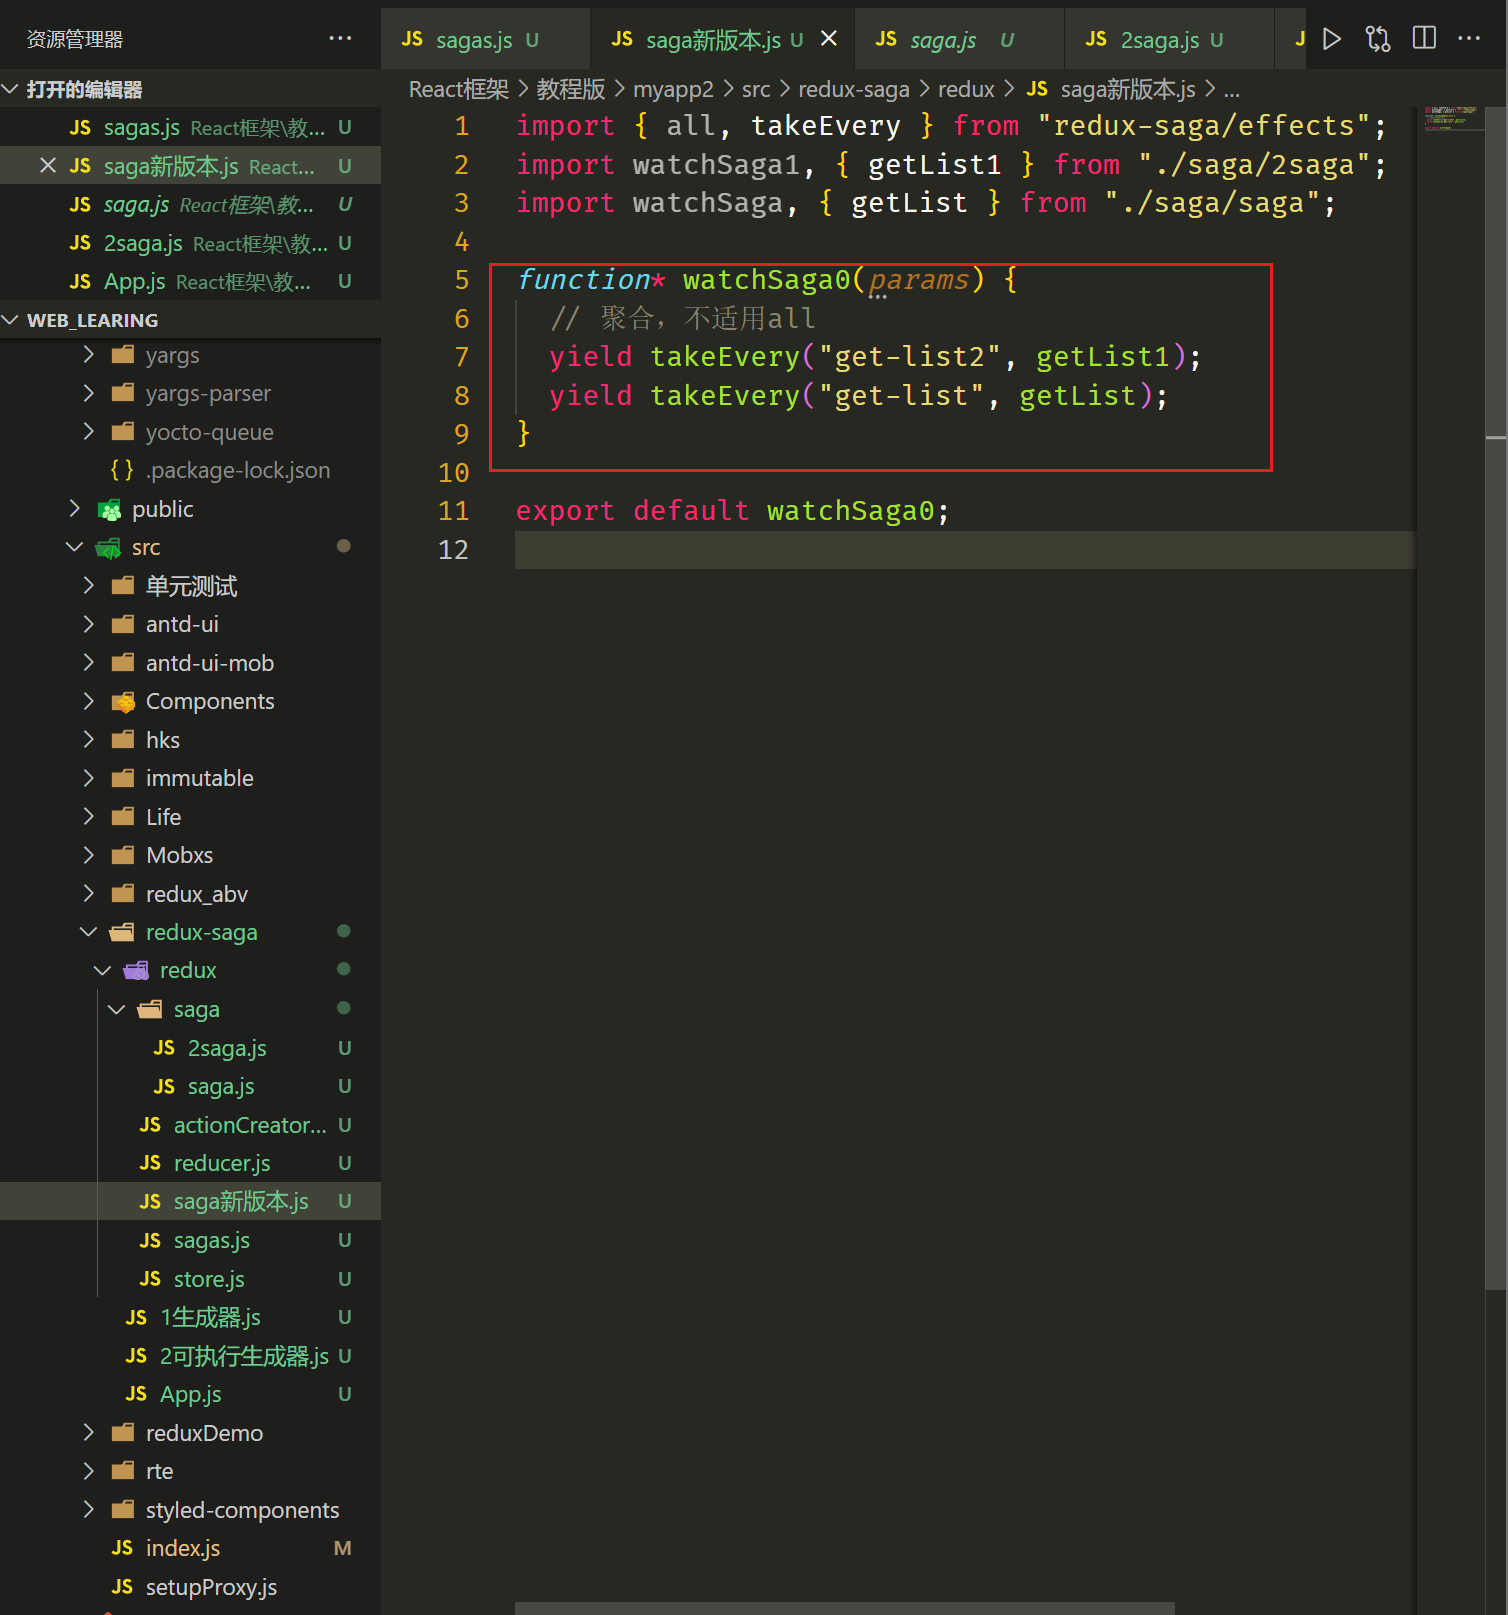 资源管理器 ···
JS sagas.js U JS saga新版本.js U × JS saga.js U JS 2saga.js U J ···
打开的编辑器
JS sagas.js React框架\教... U
× JS saga新版本.js React... U
JS saga.js React框架\教... U
JS 2saga.js React框架\教... U
JS App.js React框架\教... U
WEB_LEARING
yargs
yargs-parser
yocto-queue
{ } .package-lock.json
public
src
单元测试
antd-ui
antd-ui-mob
Components
hks
immutable
Life
Mobxs
redux_abv
redux-saga
redux
saga
JS 2saga.js U
JS saga.js U
JS actionCreator... U
JS reducer.js U
JS saga新版本.js U
JS sagas.js U
JS store.js U
JS 1生成器.js U
JS 2可执行生成器.js U
JS App.js U
reduxDemo
rte
styled-components
JS index.js M
JS setupProxy.js
React框架 > 教程版 > myapp2 > src > redux-saga > redux > JS saga新版本.js > ...
1 import { all, takeEvery } from "redux-saga/effects";
2 import watchSaga1, { getList1 } from "./saga/2saga";
3 import watchSaga, { getList } from "./saga/saga";
4
5 function* watchSaga0(params) {
6 // 聚合，不适用all
7 yield takeEvery("get-list2", getList1);
8 yield takeEvery("get-list", getList);
9 }
10
11 export default watchSaga0;
12